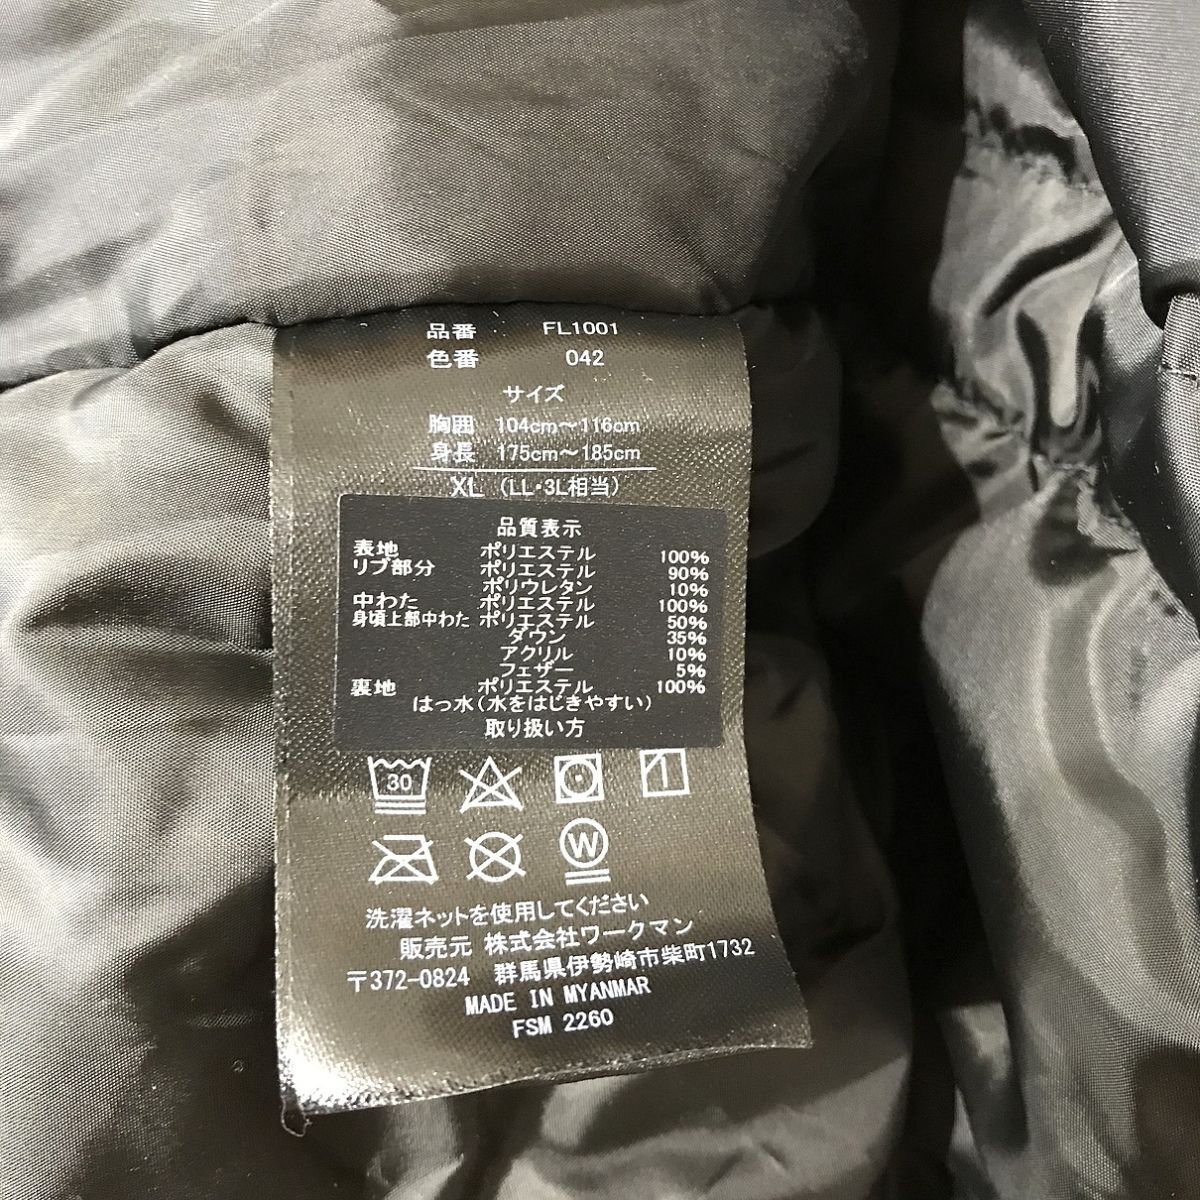 品番 FL1001
色番 042
サイズ
胸囲 104cm～116cm
身長 175cm～185cm
XL (LL・3L相当)
品質表示
表地 ポリエステル 100%
リブ部分 ポリエステル 90%
ポリウレタン 10%
中わた ポリエステル 100%
身頃上部中わた ポリエステル 50%
ダウン 35%
アクリル 10%
フェザー 5%
裏地 ポリエステル 100%
はっ水(水をはじきやすい)
取り扱い方
30
W
洗濯ネットを使用してください
販売元 株式会社ワークマン
〒372-0824 群馬県伊勢崎市柴町1732
MADE IN MYANMAR
FSM 2260